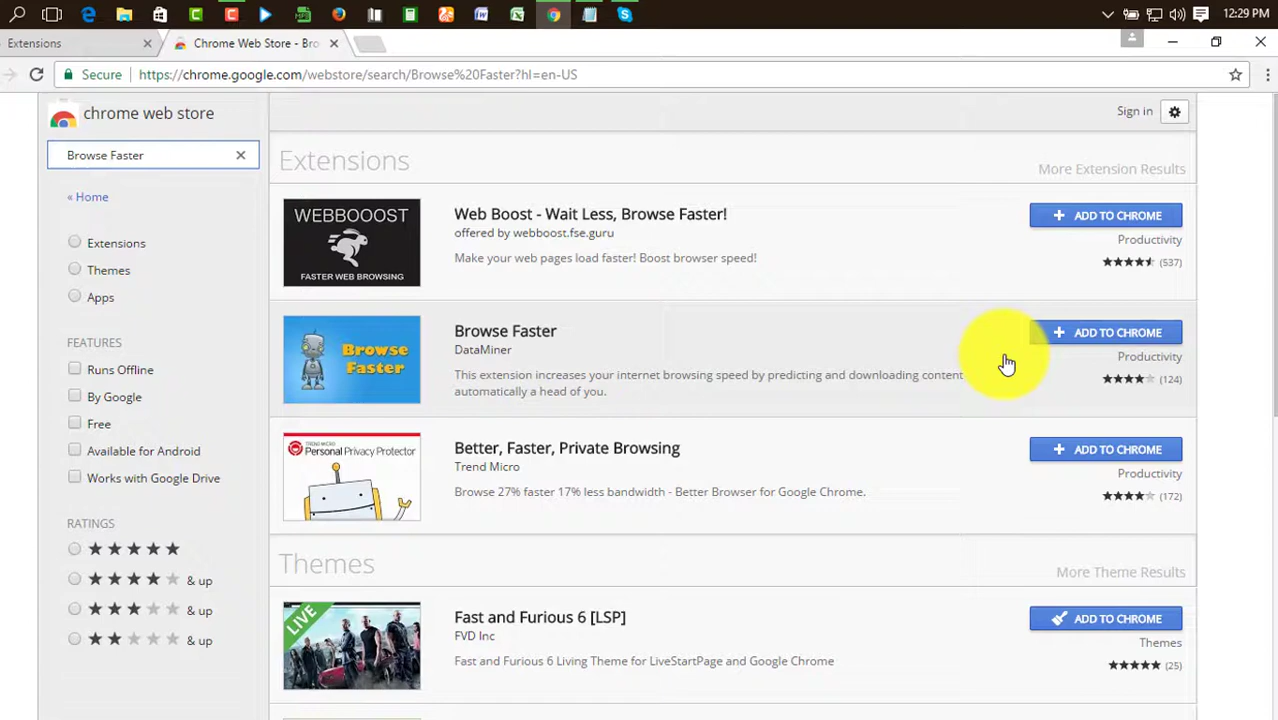 12:29 PM
Extensions
Chrome Web Store - Bro
Secure https://chrome.google.com/webstore/search/Browse%20Faster?hl=en-US
chrome web store
Sign in
Browse Faster
« Home
Extensions
Themes
Apps
FEATURES
Runs Offline
By Google
Free
Available for Android
Works with Google Drive
RATINGS
& up
& up
& up
Extensions
More Extension Results
WEBBOOOST
FASTER WEB BROWSING
Web Boost - Wait Less, Browse Faster!
offered by webboost.fse.guru
Make your web pages load faster! Boost browser speed!
+ ADD TO CHROME
Productivity
(537)
Browse
Faster
Browse Faster
DataMiner
This extension increases your internet browsing speed by predicting and downloading content
automatically a head of you.
+ ADD TO CHROME
Productivity
(124)
TREND MICRO
Personal Privacy Protector
Better, Faster, Private Browsing
Trend Micro
Browse 27% faster 17% less bandwidth - Better Browser for Google Chrome.
+ ADD TO CHROME
Productivity
(172)
Themes
More Theme Results
LIVE
Fast and Furious 6 [LSP]
FVD Inc
Fast and Furious 6 Living Theme for LiveStartPage and Google Chrome
ADD TO CHROME
Themes
(25)